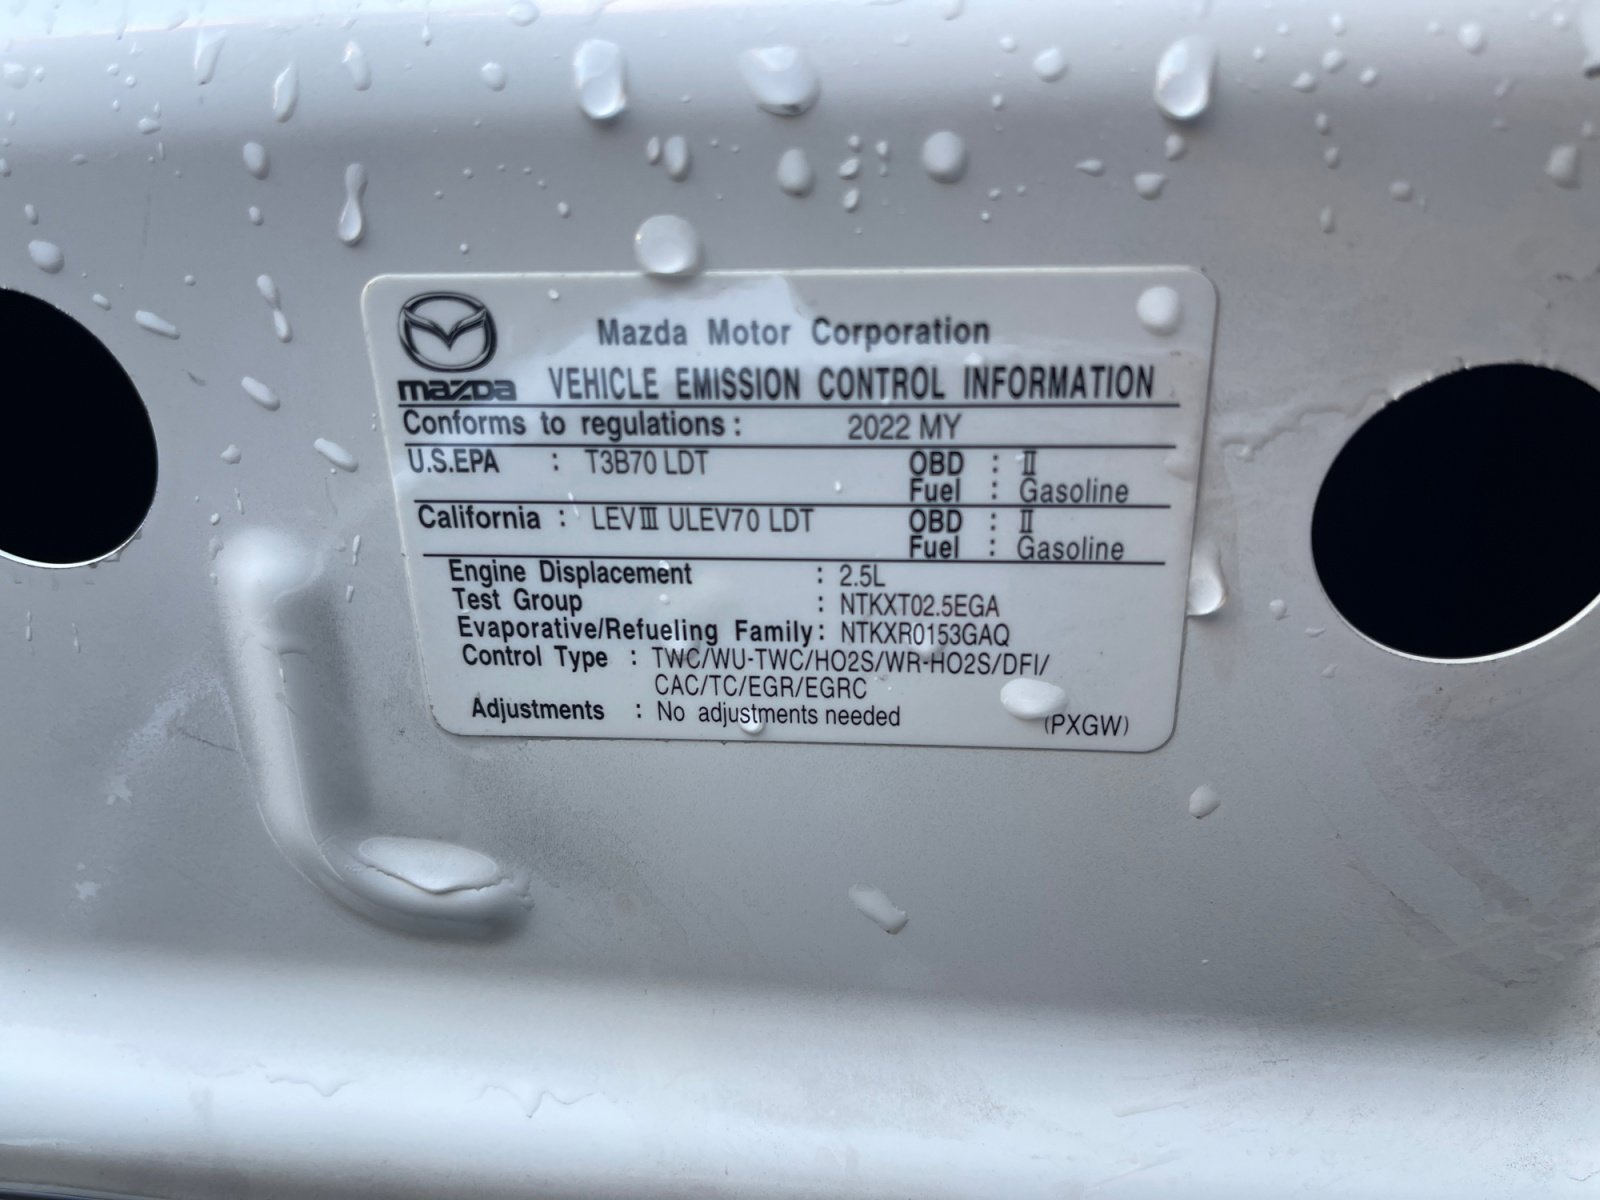 Mazda Motor Corporation
mazda VEHICLE EMISSION CONTROL INFORMATION
Conforms to regulations : 2022 MY
U.S.EPA : T3B70 LDT OBD : II
Fuel : Gasoline
California : LEVIII ULEV70 LDT OBD : II
Fuel : Gasoline
Engine Displacement : 2.5L
Test Group : NTKXT02.5EGA
Evaporative/Refueling Family : NTKXR0153GAQ
Control Type : TWC/WU-TWC/HO2S/WR-HO2S/DFI/
CAC/TC/EGR/EGRC
Adjustments : No adjustments needed
(PXGW)